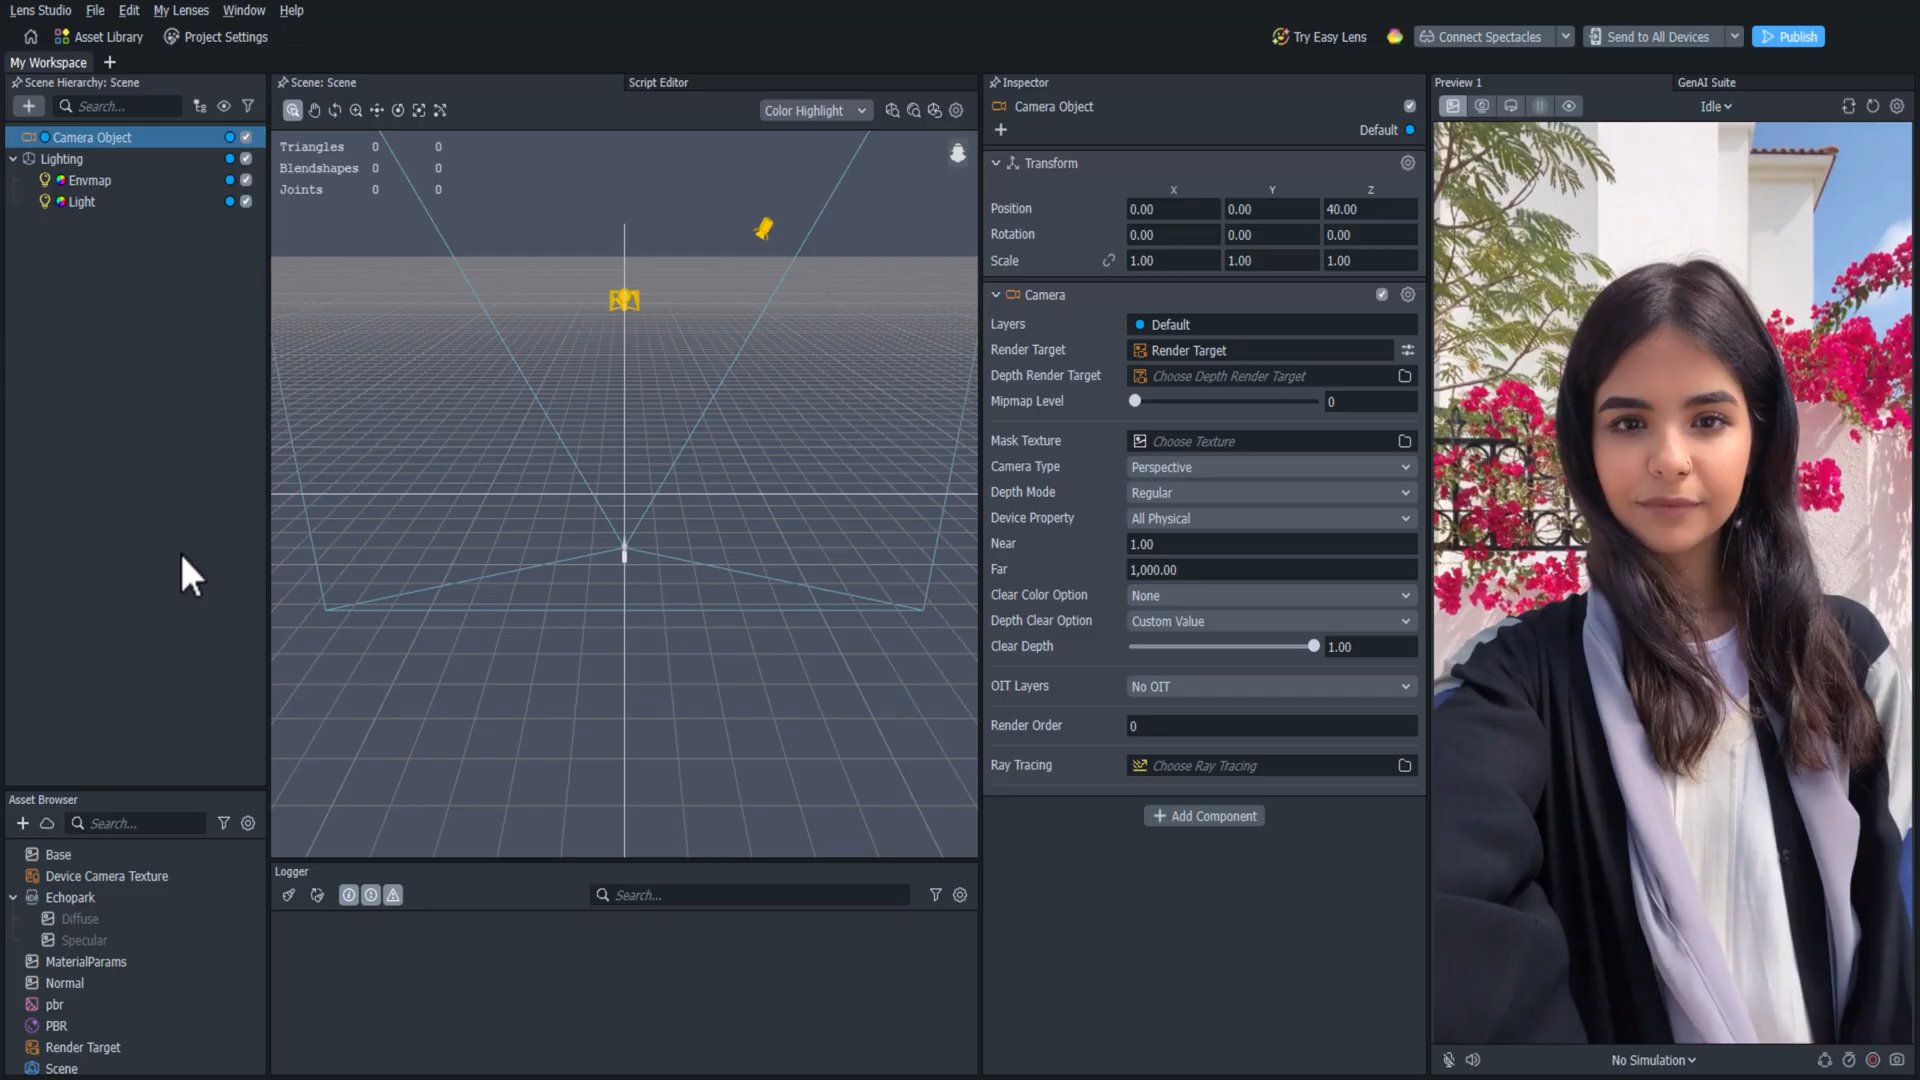 Lens Studio File Edit My Lenses Window Help
Asset Library Project Settings Try Easy Lens Connect Spectacles Send to All Devices Publish
My Workspace
Scene Hierarchy: Scene
Search...
Camera Object
Lighting
Envmap
Light
Scene: Scene Script Editor
Color Highlight
Triangles 0 0
Blendshapes 0 0
Joints 0 0
Inspector
Camera Object
Default
Transform
X Y Z
Position 0.00 0.00 40.00
Rotation 0.00 0.00 0.00
Scale 1.00 1.00 1.00
Camera
Layers Default
Render Target Render Target
Depth Render Target Choose Depth Render Target
Mipmap Level 0
Mask Texture Choose Texture
Camera Type Perspective
Depth Mode Regular
Device Property All Physical
Near 1.00
Far 1,000.00
Clear Color Option None
Depth Clear Option Custom Value
Clear Depth 1.00
OIT Layers No OIT
Render Order 0
Ray Tracing Choose Ray Tracing
Add Component
Preview 1 GenAI Suite
Idle
No Simulation
Asset Browser
Search...
Base
Device Camera Texture
HDR Echopark
Diffuse
Specular
MaterialParams
Normal
pbr
PBR
Render Target
Scene
Logger
Search...